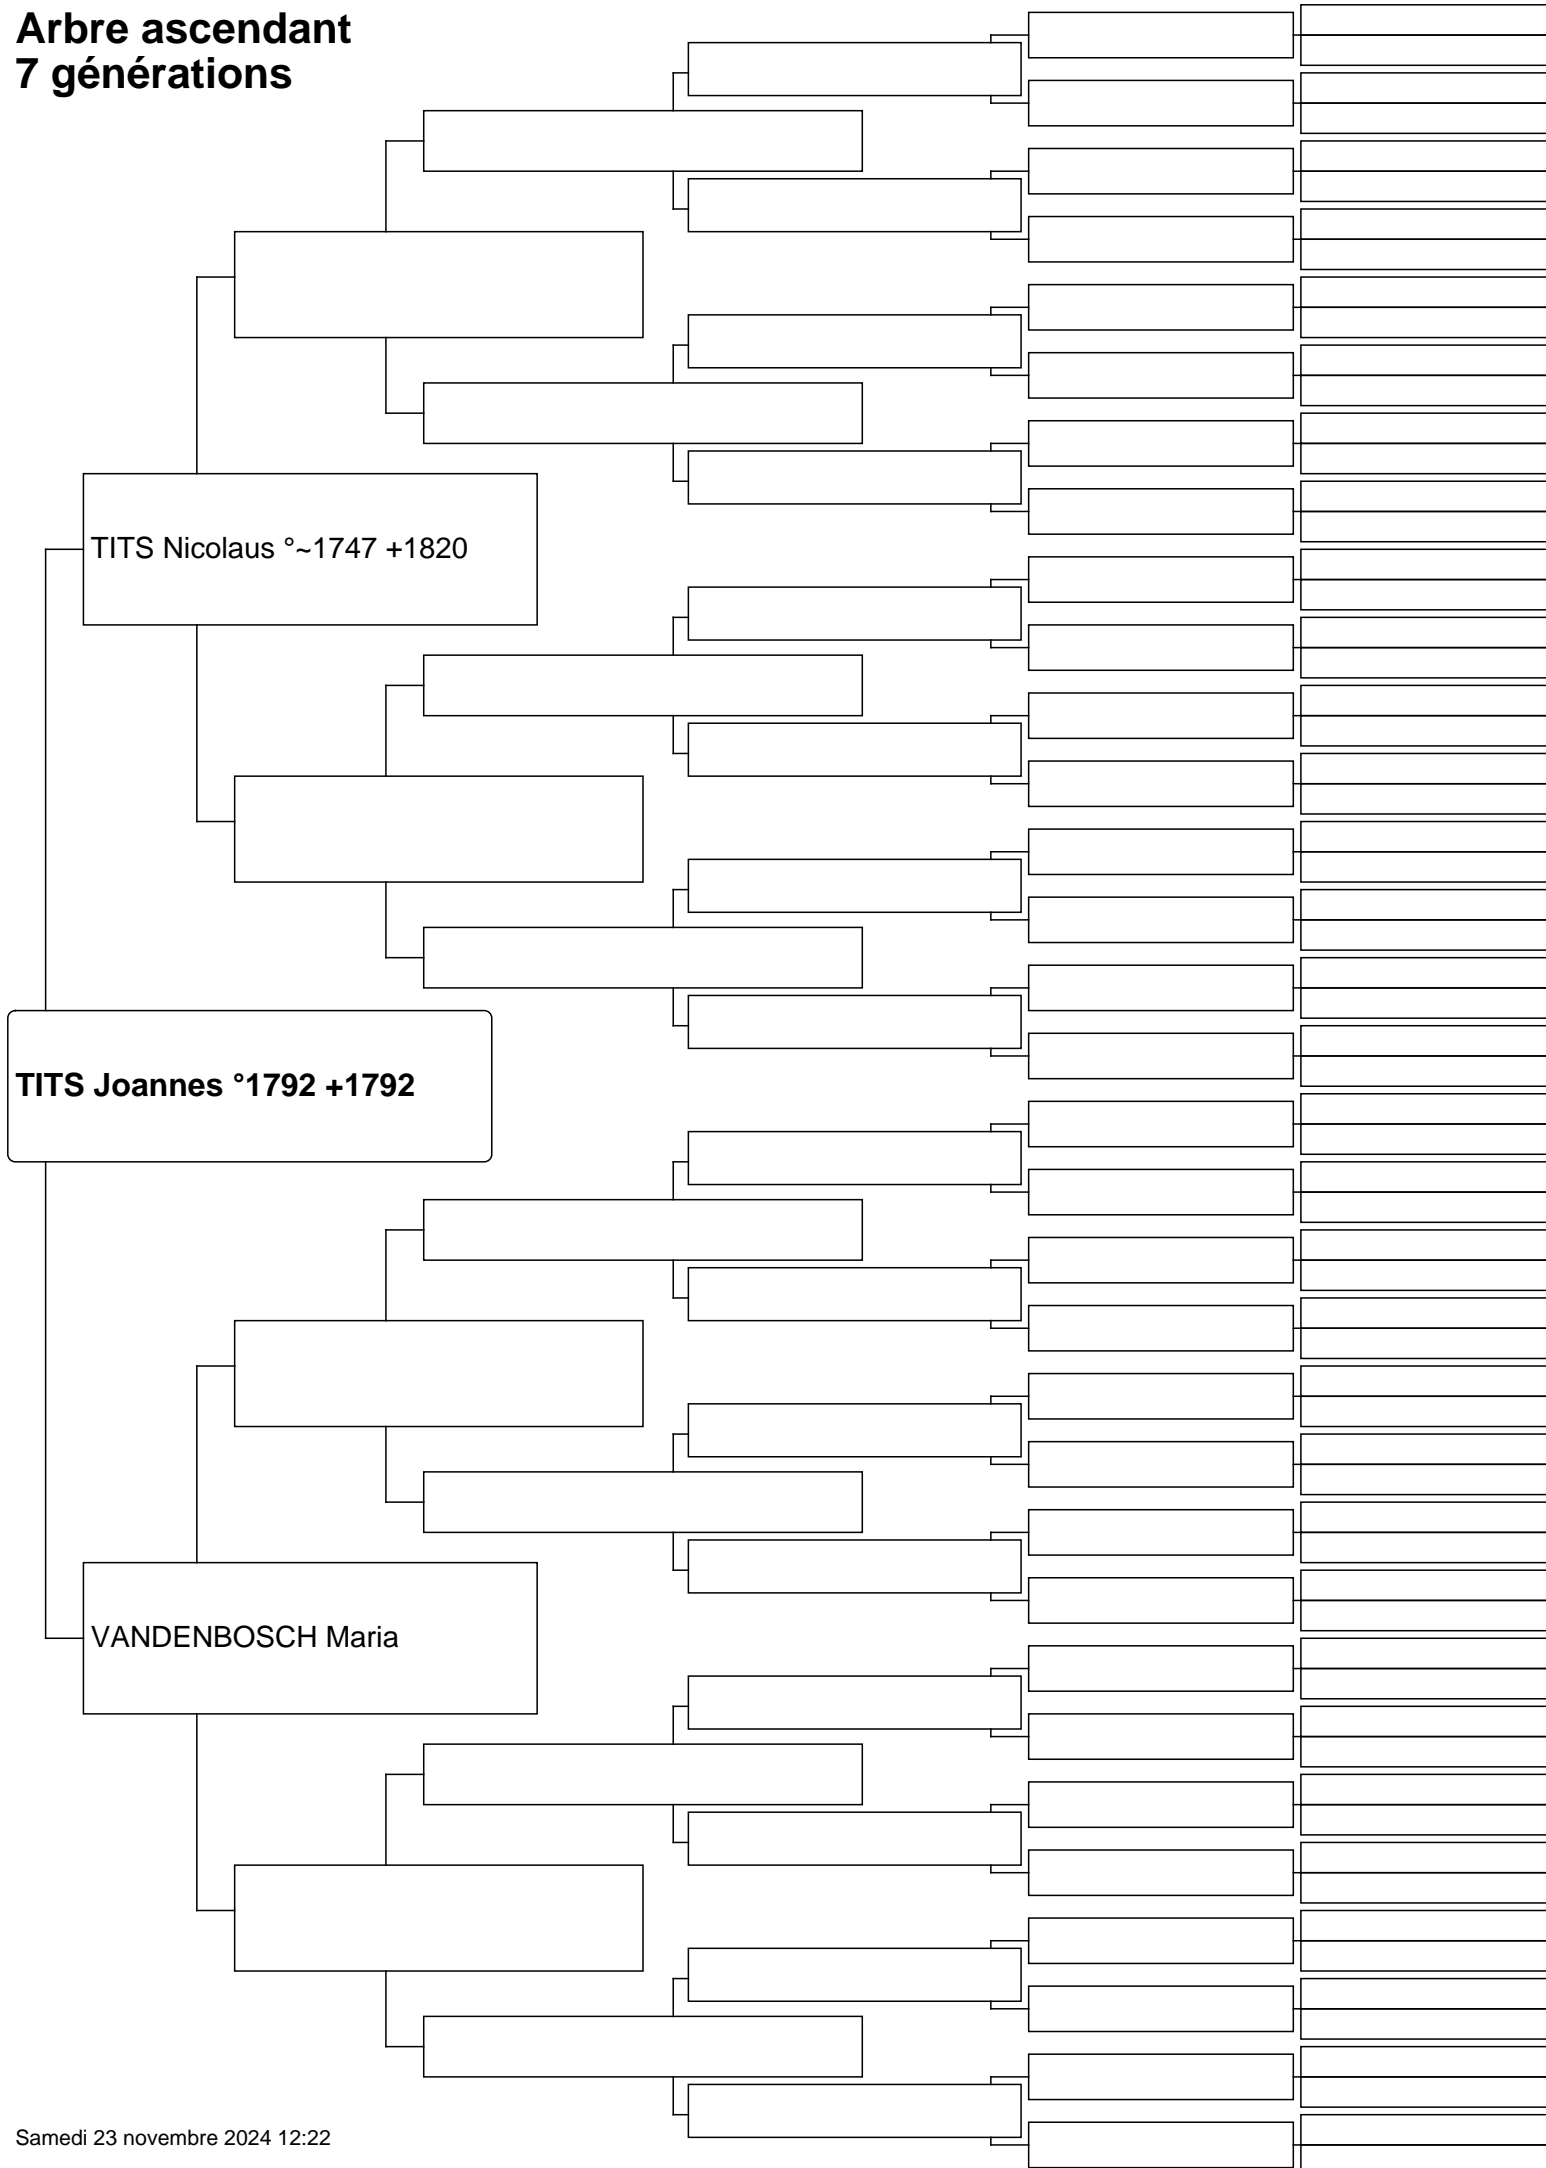 Arbre ascendant
7 générations
TITS Nicolaus °~1747 +1820
TITS Joannes °1792 +1792
VANDENBOSCH Maria
Samedi 23 novembre 2024 12:22